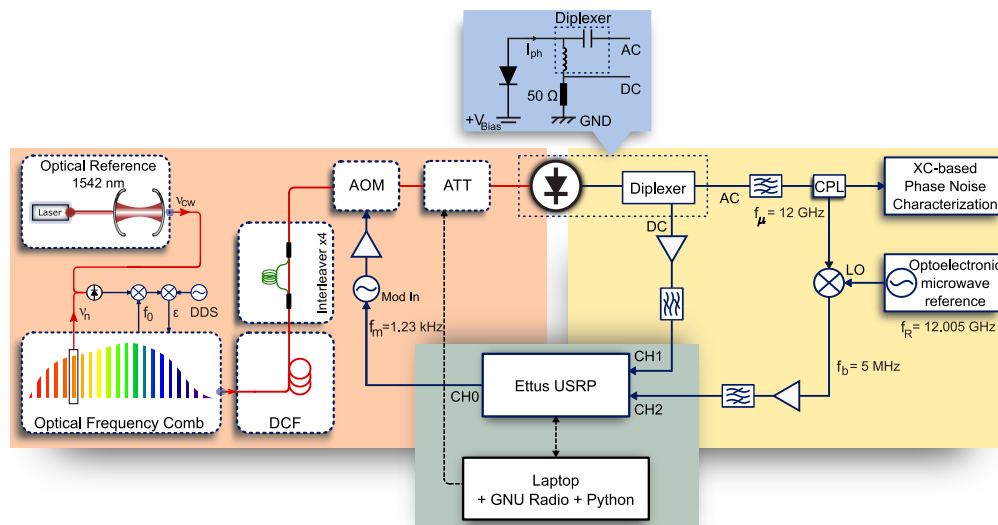 Diplexer
I_ph
AC
DC
50 Ω
+V_Bias
GND
Optical Reference
1542 nm
Laser
ν_cw
ν_n
f_0
ε
DDS
Optical Frequency Comb
DCF
Interleaver x4
AOM
ATT
Mod In
f_m=1.23 kHz
Diplexer
AC
DC
f_μ= 12 GHz
CPL
XC-based
Phase Noise
Characterization
LO
Optoelectronic
microwave
reference
f_R= 12.005 GHz
f_b= 5 MHz
CH1
CH0
CH2
Ettus USRP
Laptop
+ GNU Radio + Python